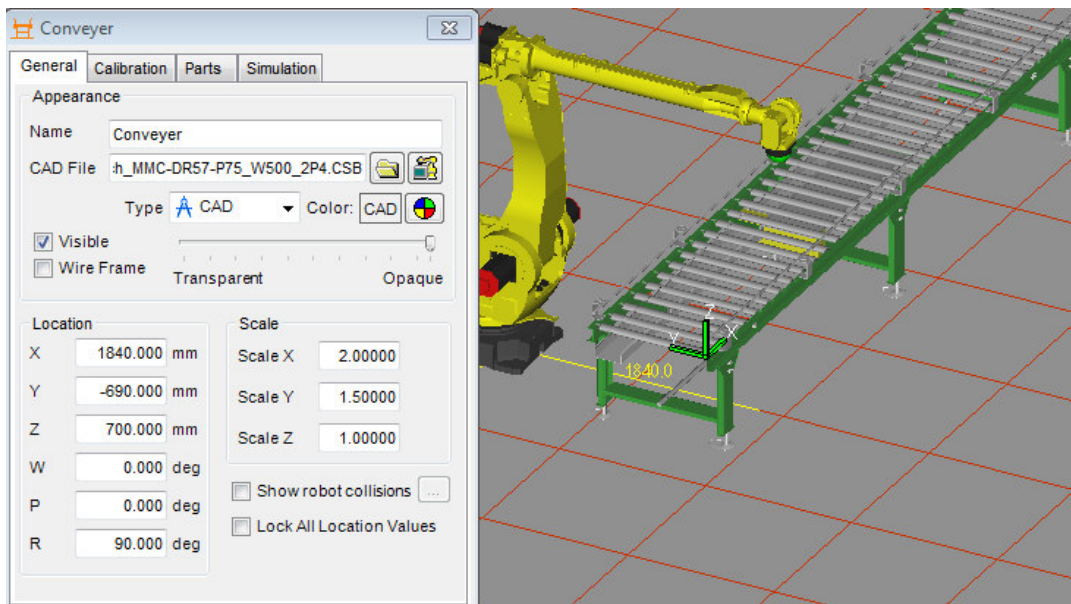 Conveyer
General Calibration Parts Simulation
Appearance
Name Conveyer
CAD File h_MMC-DR57-P75_W500_2P4.CSB
Type CAD Color: CAD
Visible
Wire Frame
Transparent Opaque
Location
X 1840.000 mm
Y -690.000 mm
Z 700.000 mm
W 0.000 deg
P 0.000 deg
R 90.000 deg
Scale
Scale X 2.00000
Scale Y 1.50000
Scale Z 1.00000
Show robot collisions ...
Lock All Location Values
Z
Y X
1840.0